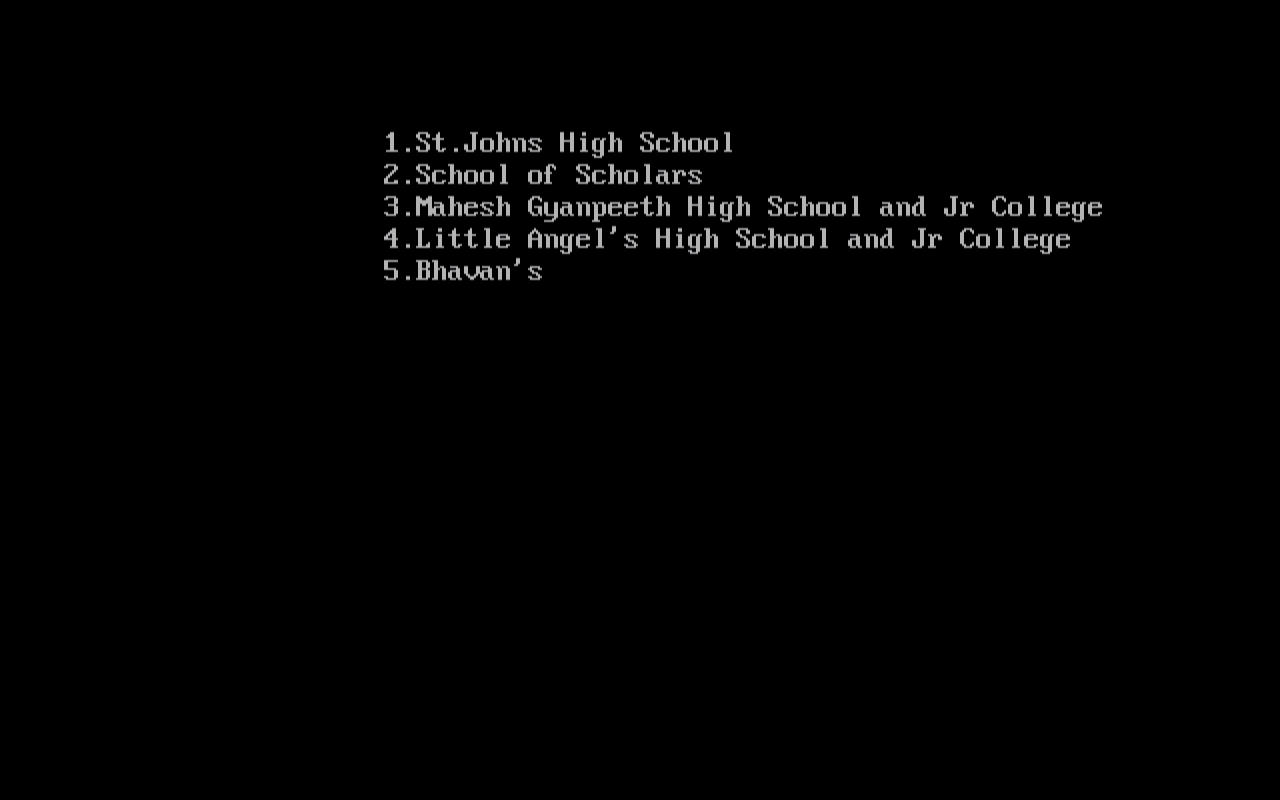 1.St.Johns High School
2.School of Scholars
3.Mahesh Gyanpeeth High School and Jr College
4.Little Angel's High School and Jr College
5.Bhavan's